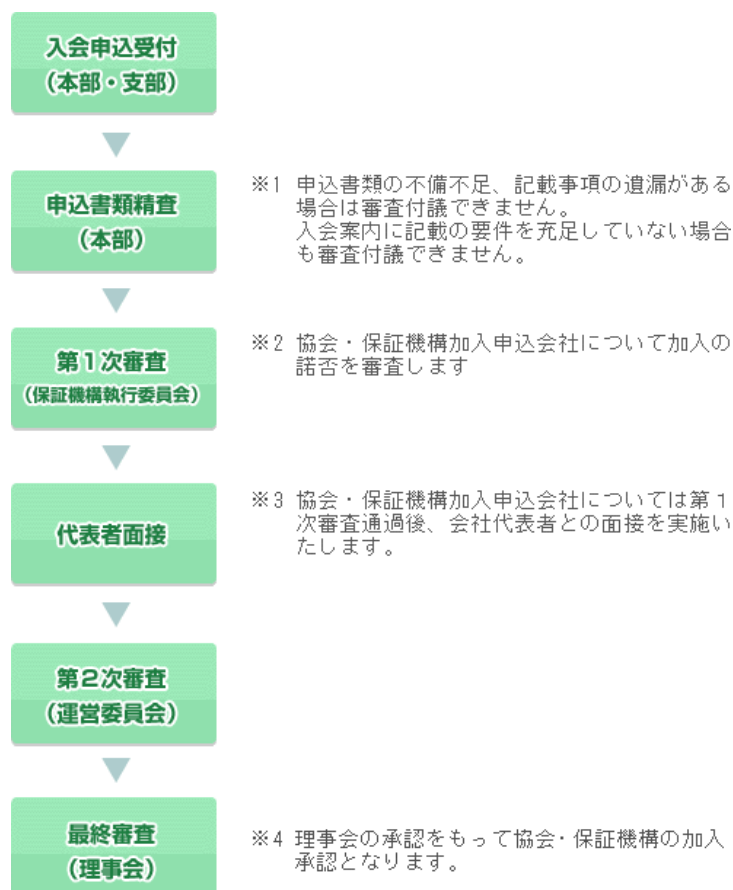 入会申込受付
（本部・支部）
申込書類精査
（本部）
※1 申込書類の不備不足、記載事項の遺漏がある
場合は審査付議できません。
入会案内に記載の要件を充足していない場合
も審査付議できません。
第１次審査
（保証機構執行委員会）
※2 協会・保証機構加入申込会社について加入の
諾否を審査します
代表者面接
※3 協会・保証機構加入申込会社については第１
次審査通過後、会社代表者との面接を実施い
たします。
第２次審査
（運営委員会）
最終審査
（理事会）
※4 理事会の承認をもって協会・保証機構の加入
承認となります。